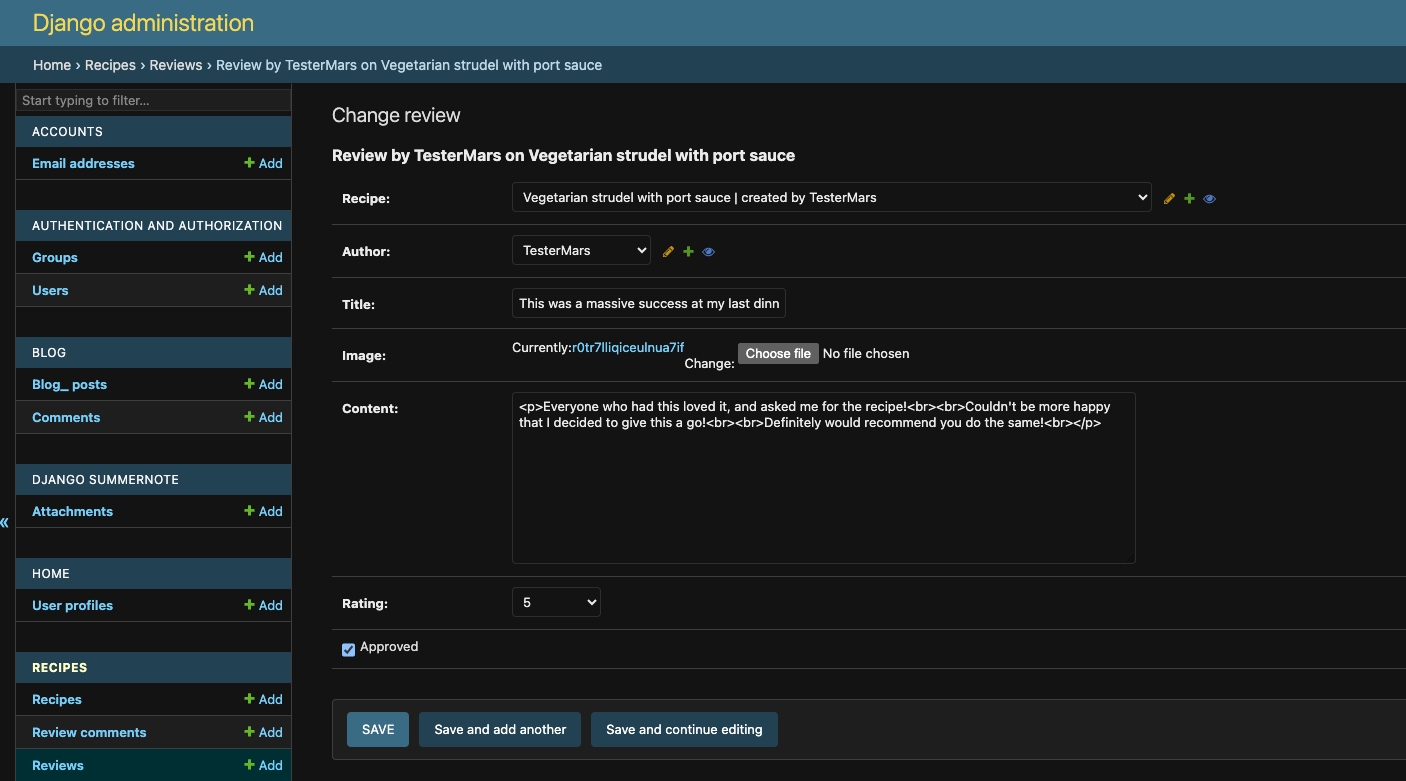 Django administration
Home › Recipes › Reviews › Review by TesterMars on Vegetarian strudel with port sauce
Start typing to filter...
ACCOUNTS
Email addresses + Add
AUTHENTICATION AND AUTHORIZATION
Groups + Add
Users + Add
BLOG
Blog_ posts + Add
Comments + Add
DJANGO SUMMERNOTE
Attachments + Add
«
HOME
User profiles + Add
RECIPES
Recipes + Add
Review comments + Add
Reviews + Add
Change review
Review by TesterMars on Vegetarian strudel with port sauce
Recipe: Vegetarian strudel with port sauce | created by TesterMars
Author: TesterMars
Title: This was a massive success at my last dinn
Image: Currently:r0tr7lliqiceulnua7if
Change: Choose file No file chosen
Content: <p>Everyone who had this loved it, and asked me for the recipe!<br><br>Couldn't be more happy
that I decided to give this a go!<br><br>Definitely would recommend you do the same!<br></p>
Rating: 5
Approved
SAVE Save and add another Save and continue editing